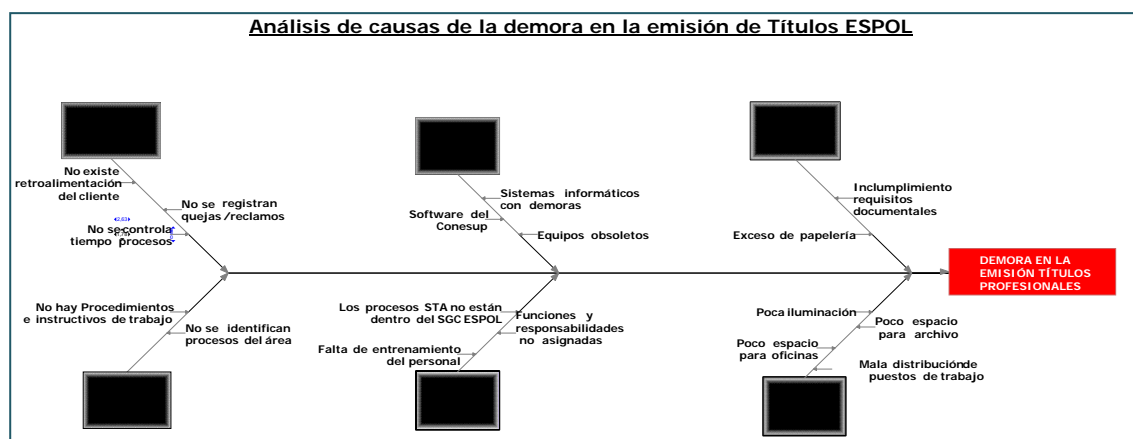 Análisis de causas de la demora en la emisión de Títulos ESPOL
No existe
retroalimentación
del cliente
No se registran
quejas/reclamos
2,63
No se controla
tiempo procesos
Sistemas informáticos
con demoras
Software del
Conesup
Equipos obsoletos
Inclumplimiento
requisitos
documentales
Exceso de papelería
DEMORA EN LA
EMISIÓN TÍTULOS
PROFESIONALES
No hay Procedimientos
e instructivos de trabajo
No se identifican
procesos del área
Los procesos STA no están
dentro del SGC ESPOL
Funciones y
responsabilidades
no asignadas
Falta de entrenamiento
del personal
Poca iluminación
Poco espacio
para archivo
Poco espacio
para oficinas
Mala distribución de
puestos de trabajo